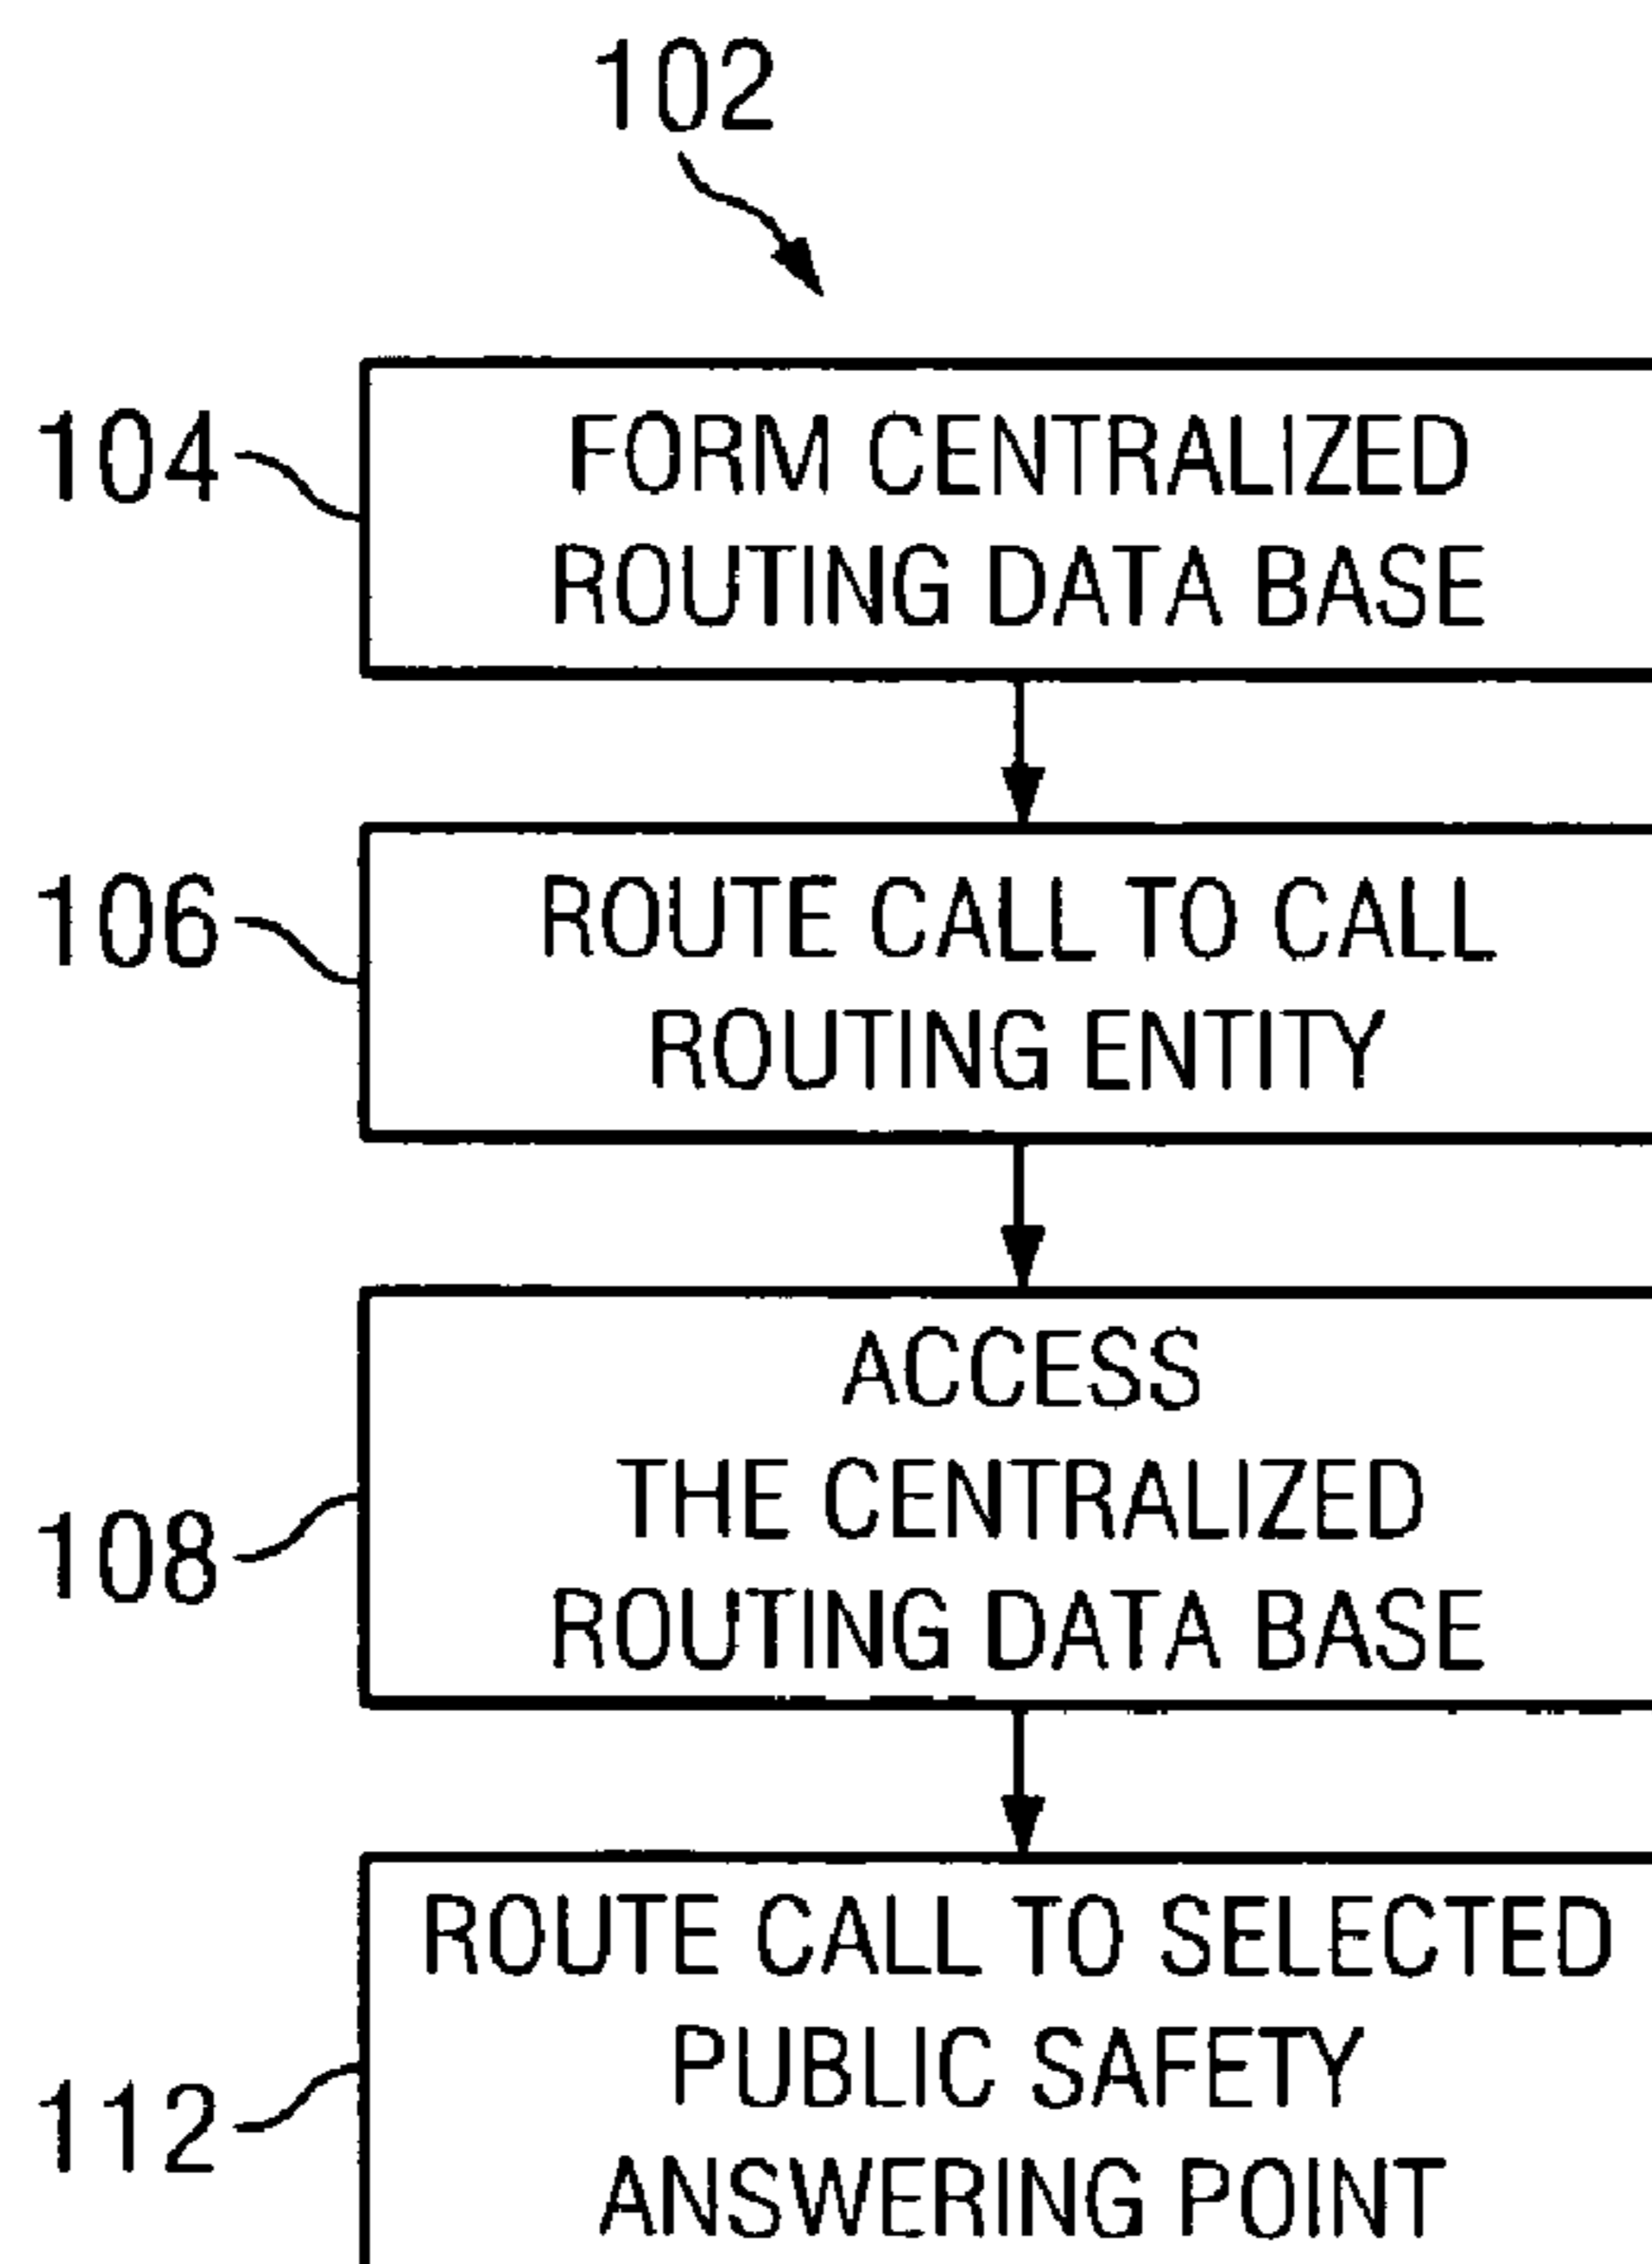 102
104
FORM CENTRALIZED
ROUTING DATA BASE
106
ROUTE CALL TO CALL
ROUTING ENTITY
108
ACCESS
THE CENTRALIZED
ROUTING DATA BASE
112
ROUTE CALL TO SELECTED
PUBLIC SAFETY
ANSWERING POINT